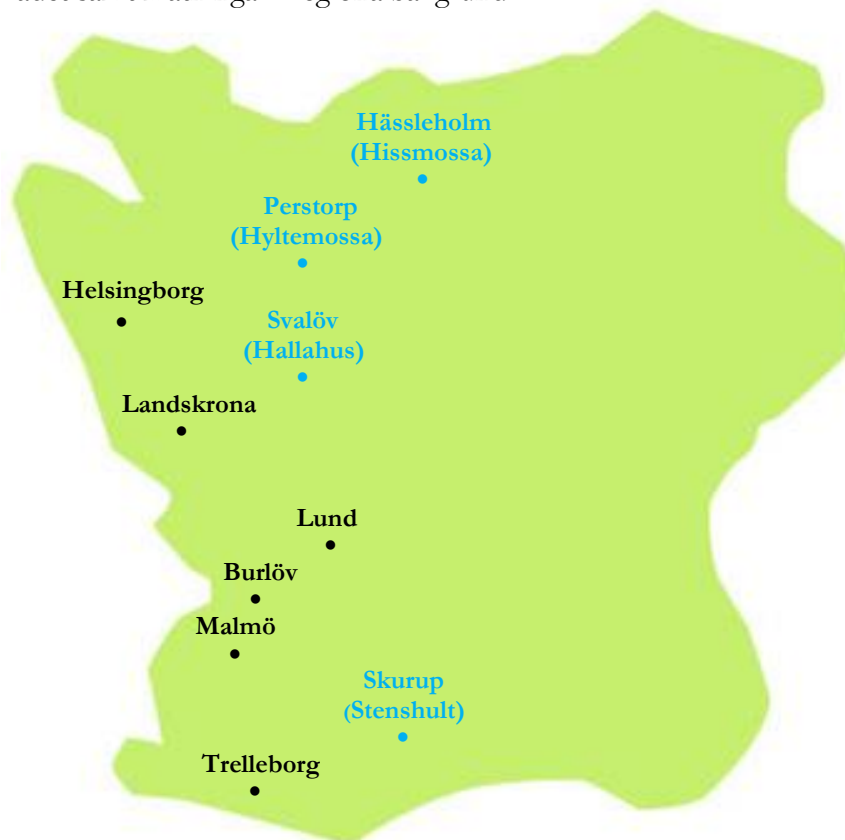 Hässleholm
(Hissmossa)
Perstorp
(Hyltemossa)
Helsingborg
Svalöv
(Hallahus)
Landskrona
Lund
Burlöv
Malmö
Skurup
(Stenshult)
Trelleborg